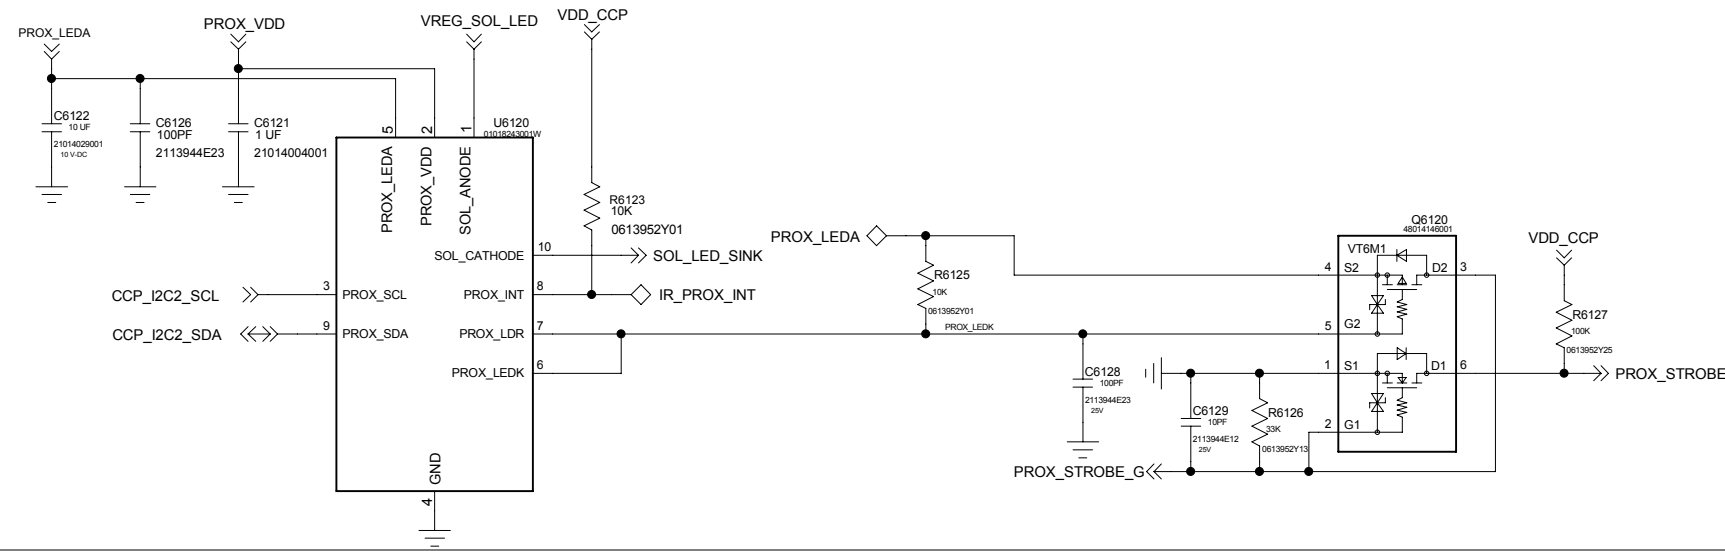 PROX_LEDA
PROX_VDD
VREG_SOL_LED
VDD_CCP
C6122
10 UF
21014029001
10 V-DC
C6126
100PF
2113944E23
C6121
1 UF
21014004001
U6120
01018243001W
5
2
1
PROX_LEDA
PROX_VDD
SOL_ANODE
R6123
10K
0613952Y01
SOL_CATHODE
10
SOL_LED_SINK
CCP_I2C2_SCL
3
PROX_SCL
PROX_INT
8
IR_PROX_INT
CCP_I2C2_SDA
9
PROX_SDA
PROX_LDR
7
PROX_LEDK
6
GND
4
PROX_LEDA
R6125
10K
0613952Y01
PROX_LEDK
C6128
100PF
2113944E23
25V
C6129
10PF
2113944E12
25V
R6126
33K
0613952Y13
PROX_STROBE_G
Q6120
48014146001
VT6M1
4
S2
D2
3
5
G2
1
S1
D1
6
2
G1
VDD_CCP
R6127
100K
0613952Y25
PROX_STROBE